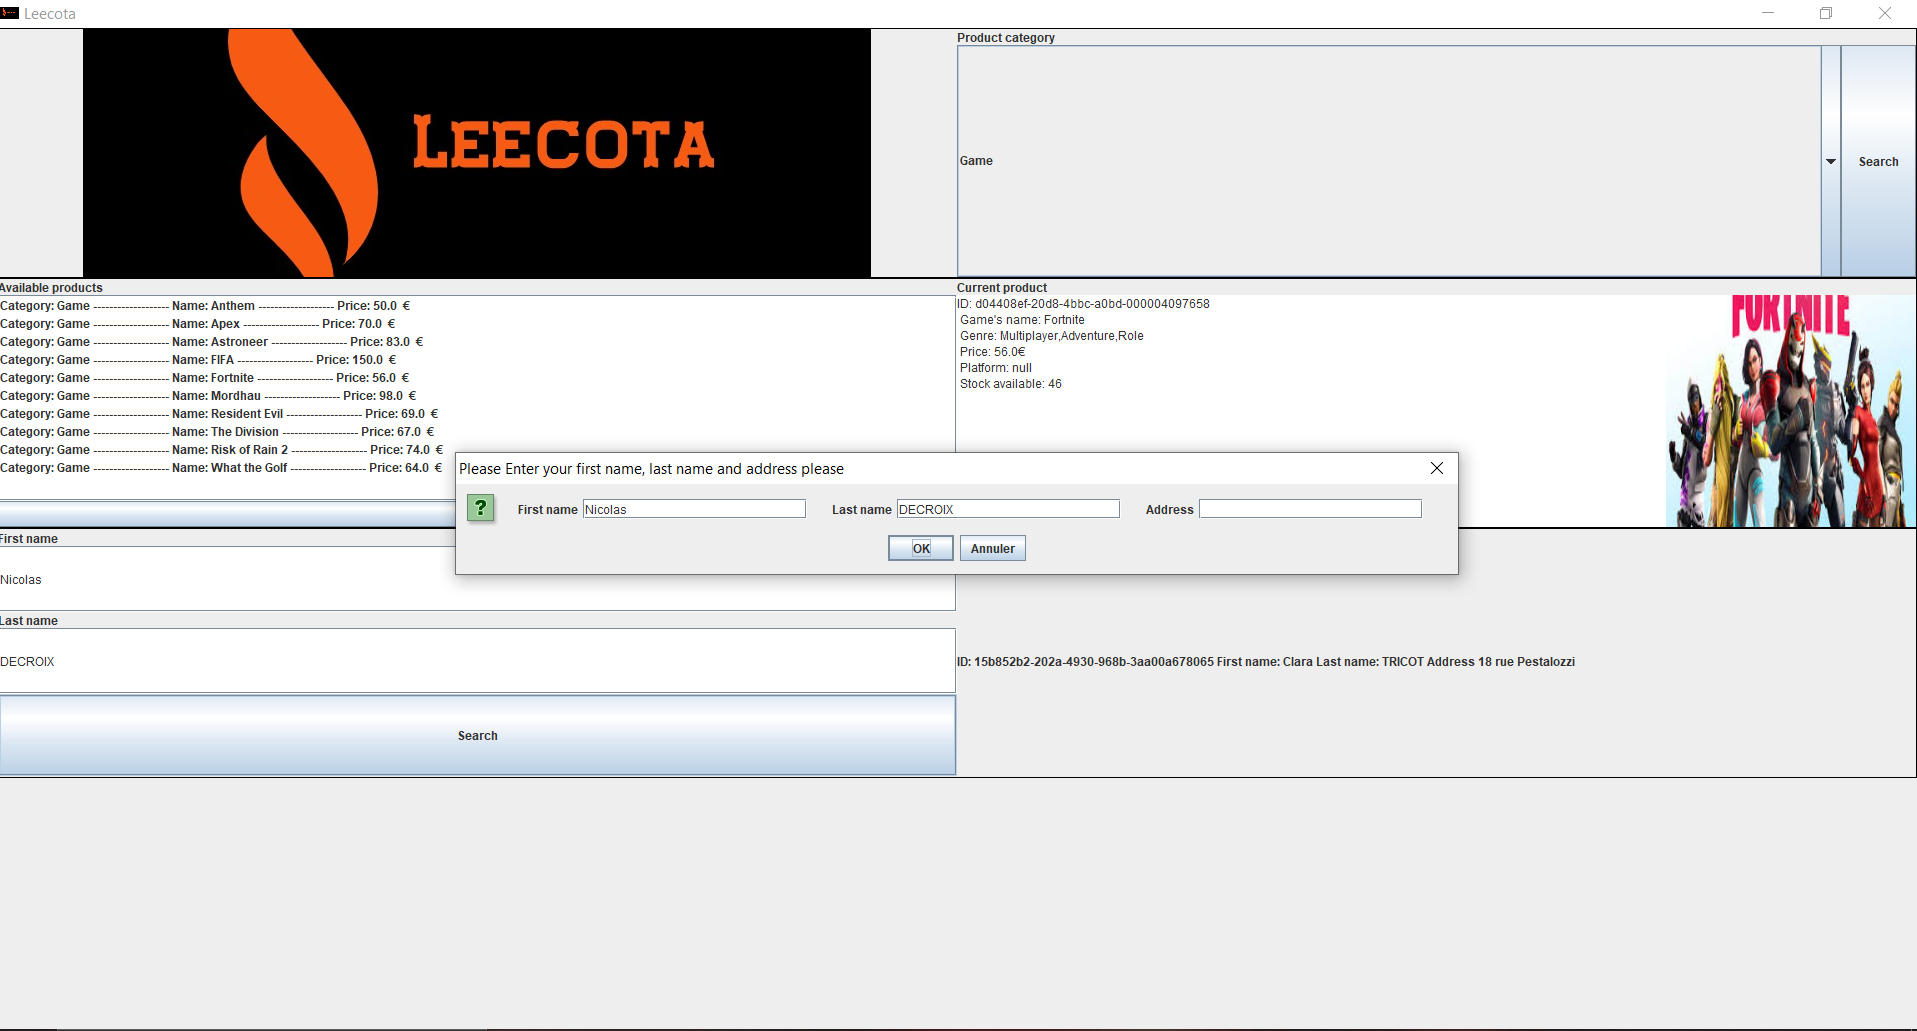 Leecota
LEECOTA
Product category
Game
Search
Available products
Category: Game ------------------- Name: Anthem ------------------- Price: 50.0 €
Category: Game ------------------- Name: Apex ------------------- Price: 70.0 €
Category: Game ------------------- Name: Astroneer ------------------- Price: 83.0 €
Category: Game ------------------- Name: FIFA ------------------- Price: 150.0 €
Category: Game ------------------- Name: Fortnite ------------------- Price: 56.0 €
Category: Game ------------------- Name: Mordhau ------------------- Price: 98.0 €
Category: Game ------------------- Name: Resident Evil ------------------- Price: 69.0 €
Category: Game ------------------- Name: The Division ------------------- Price: 67.0 €
Category: Game ------------------- Name: Risk of Rain 2 ------------------- Price: 74.0 €
Category: Game ------------------- Name: What the Golf ------------------- Price: 64.0 €
Current product
ID: d04408ef-20d8-4bbc-a0bd-000004097658
Game's name: Fortnite
Genre: Multiplayer,Adventure,Role
Price: 56.0€
Platform: null
Stock available: 46
FORTNITE
Please Enter your first name, last name and address please
? First name Nicolas Last name DECROIX Address
OK Annuler
First name
Nicolas
Last name
DECROIX
Search
ID: 15b852b2-202a-4930-968b-3aa00a678065 First name: Clara Last name: TRICOT Address 18 rue Pestalozzi